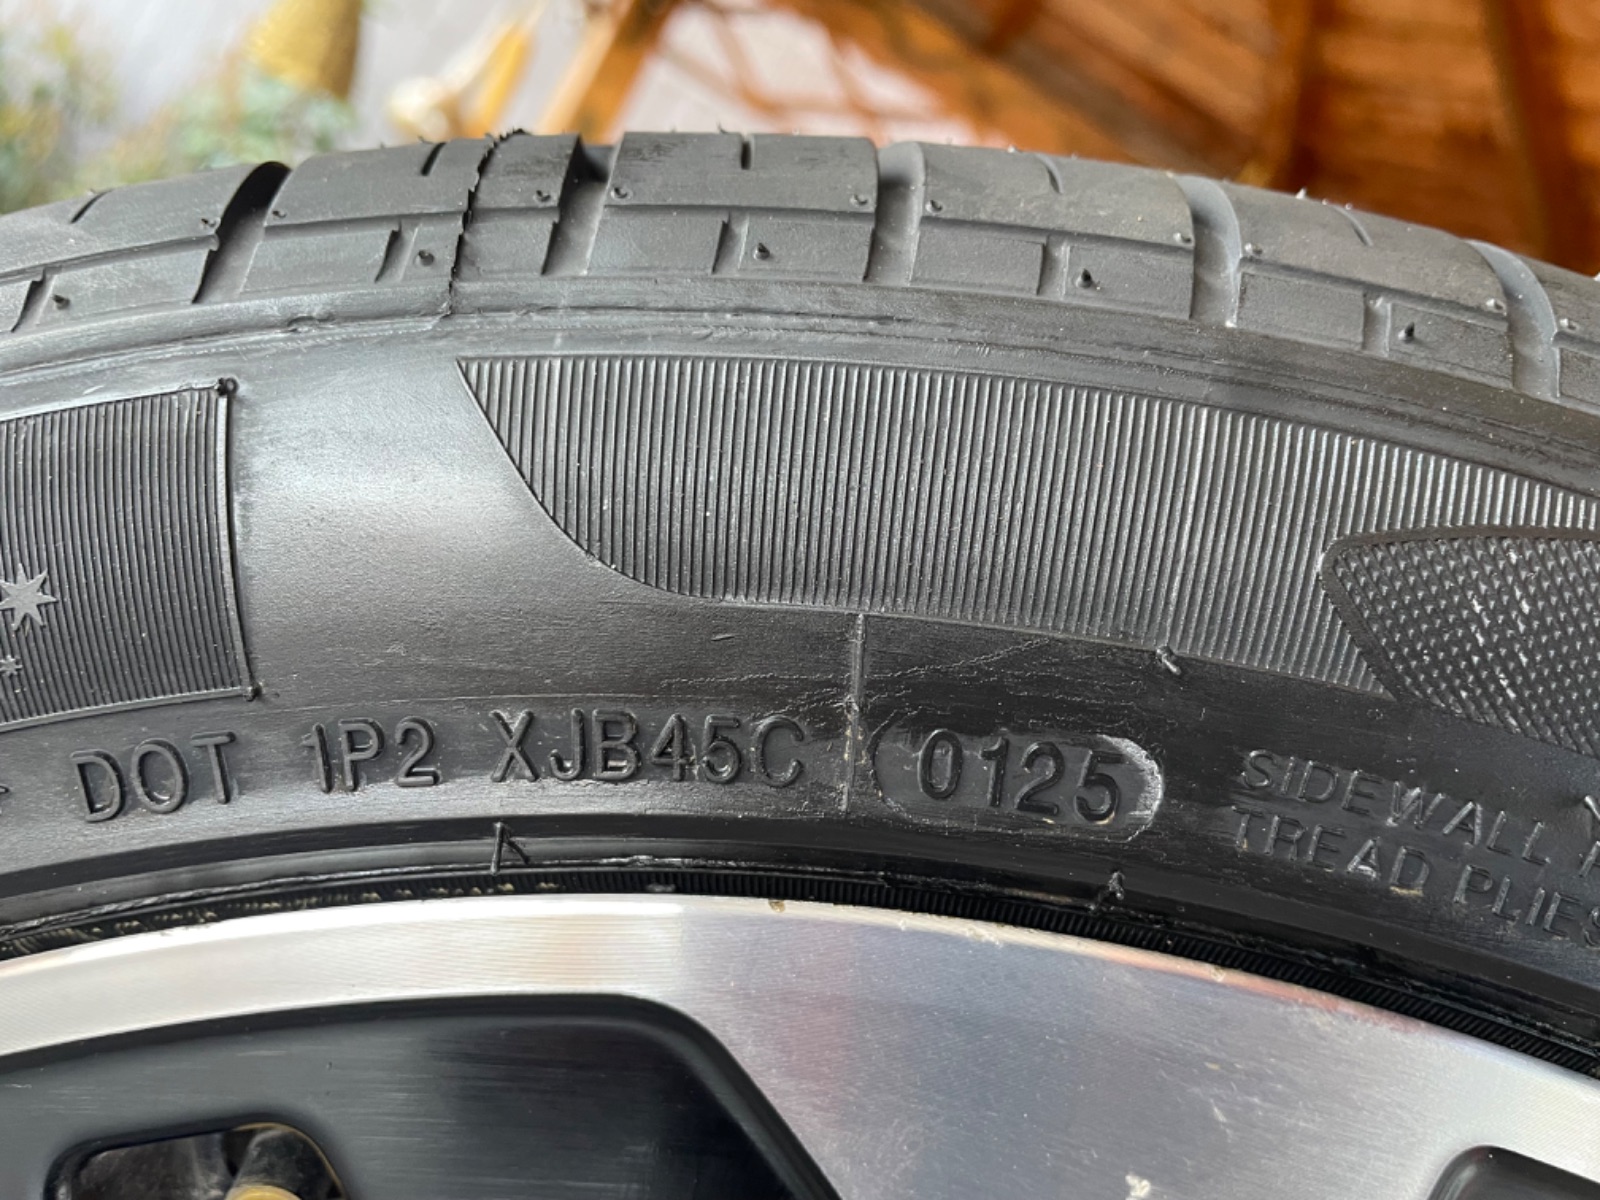 DOT 1P2 XJB45C 0125
SIDEWALL
TREAD PLIES